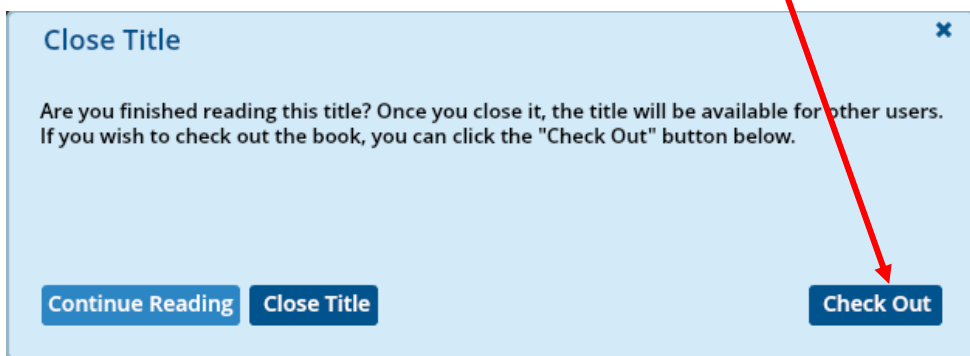 Close Title
Are you finished reading this title? Once you close it, the title will be available for other users.
If you wish to check out the book, you can click the "Check Out" button below.
Continue Reading Close Title Check Out